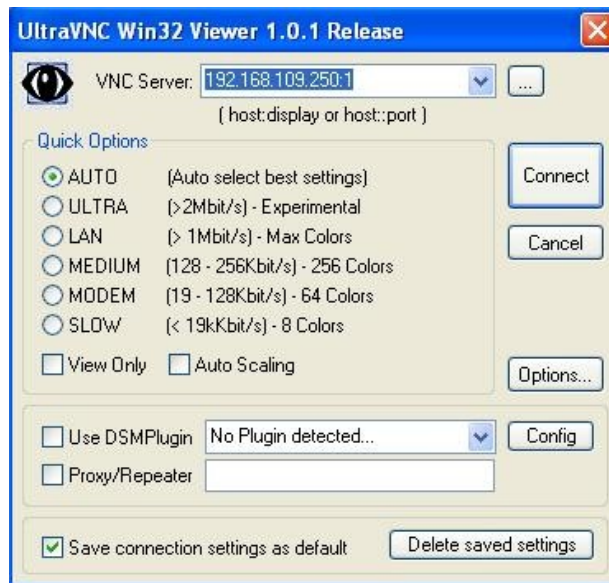 UltraVNC Win32 Viewer 1.0.1 Release
VNC Server: 192.168.109.250:1 ...
( host:display or host::port )
Quick Options
AUTO (Auto select best settings)
ULTRA (>2Mbit/s) - Experimental
LAN (> 1Mbit/s) - Max Colors
MEDIUM (128 - 256Kbit/s) - 256 Colors
MODEM (19 - 128Kbit/s) - 64 Colors
SLOW (< 19kKbit/s) - 8 Colors
View Only Auto Scaling
Connect
Cancel
Options...
Use DSMPlugin No Plugin detected... Config
Proxy/Repeater
Save connection settings as default Delete saved settings